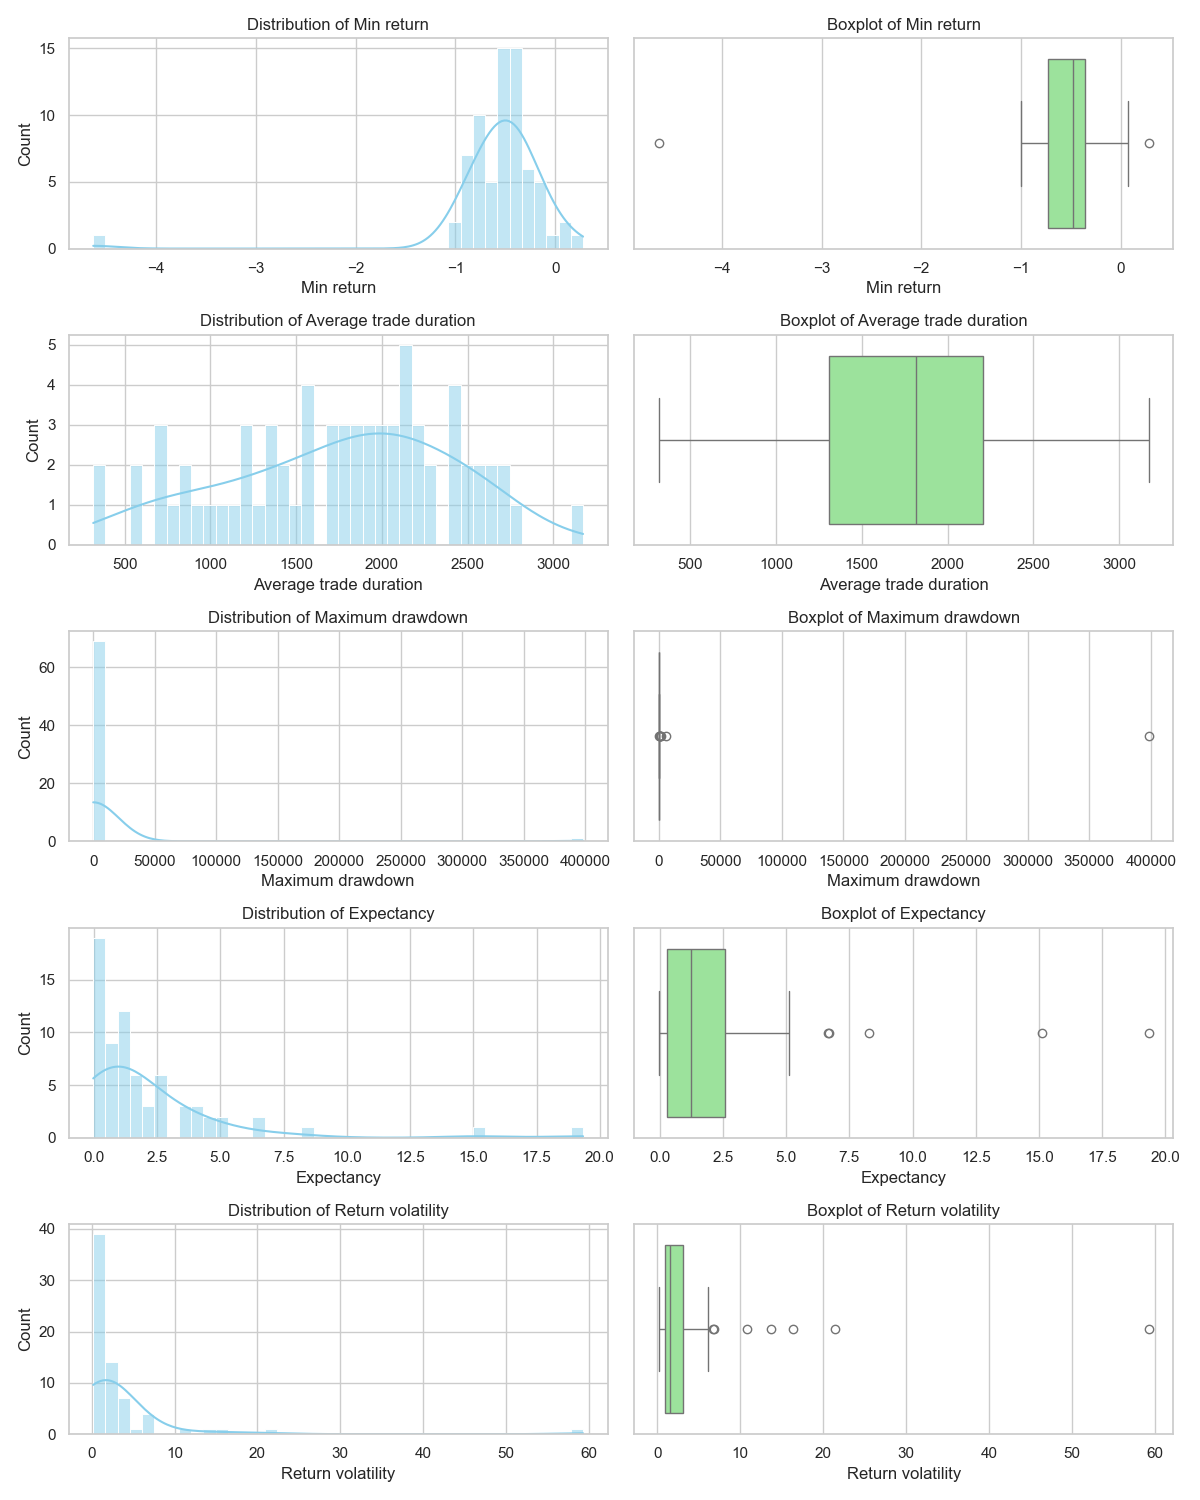 Distribution of Min return
Boxplot of Min return
15
10
5
0
Count
−4 −3 −2 −1 0
Min return
−4 −3 −2 −1 0
Min return
Distribution of Average trade duration
Boxplot of Average trade duration
5
4
3
2
1
0
Count
500 1000 1500 2000 2500 3000
Average trade duration
500 1000 1500 2000 2500 3000
Average trade duration
Distribution of Maximum drawdown
Boxplot of Maximum drawdown
60
40
20
0
Count
0 50000 100000 150000 200000 250000 300000 350000 400000
Maximum drawdown
0 50000 100000 150000 200000 250000 300000 350000 400000
Maximum drawdown
Distribution of Expectancy
Boxplot of Expectancy
15
10
5
0
Count
0.0 2.5 5.0 7.5 10.0 12.5 15.0 17.5 20.0
Expectancy
0.0 2.5 5.0 7.5 10.0 12.5 15.0 17.5 20.0
Expectancy
Distribution of Return volatility
Boxplot of Return volatility
40
30
20
10
0
Count
0 10 20 30 40 50 60
Return volatility
0 10 20 30 40 50 60
Return volatility